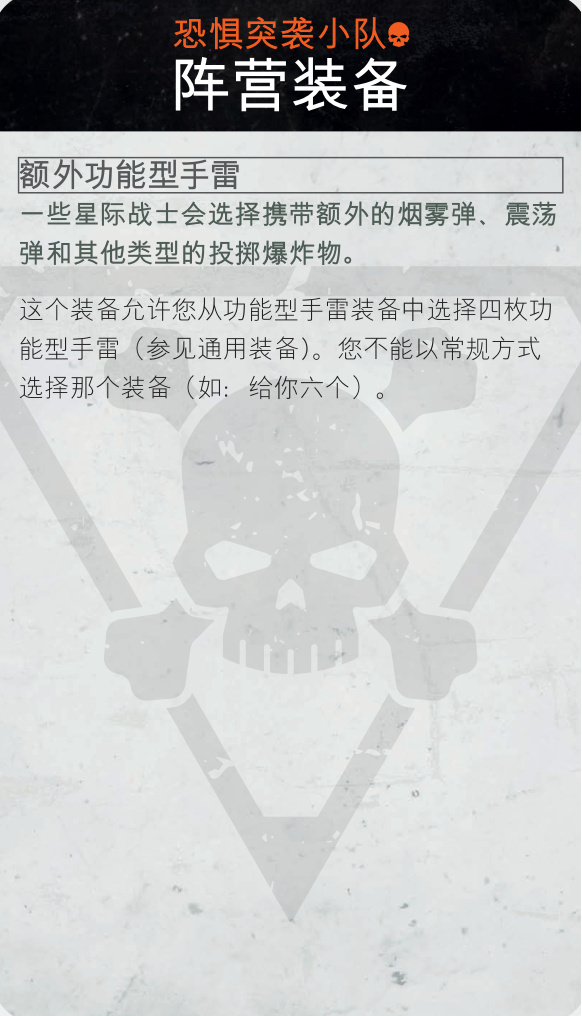 恐惧突袭小队
阵营装备
额外功能型手雷
一些星际战士会选择携带额外的烟雾弹、震荡
弹和其他类型的投掷爆炸物。
这个装备允许您从功能型手雷装备中选择四枚功
能型手雷（参见通用装备）。您不能以常规方式
选择那个装备（如：给你六个）。